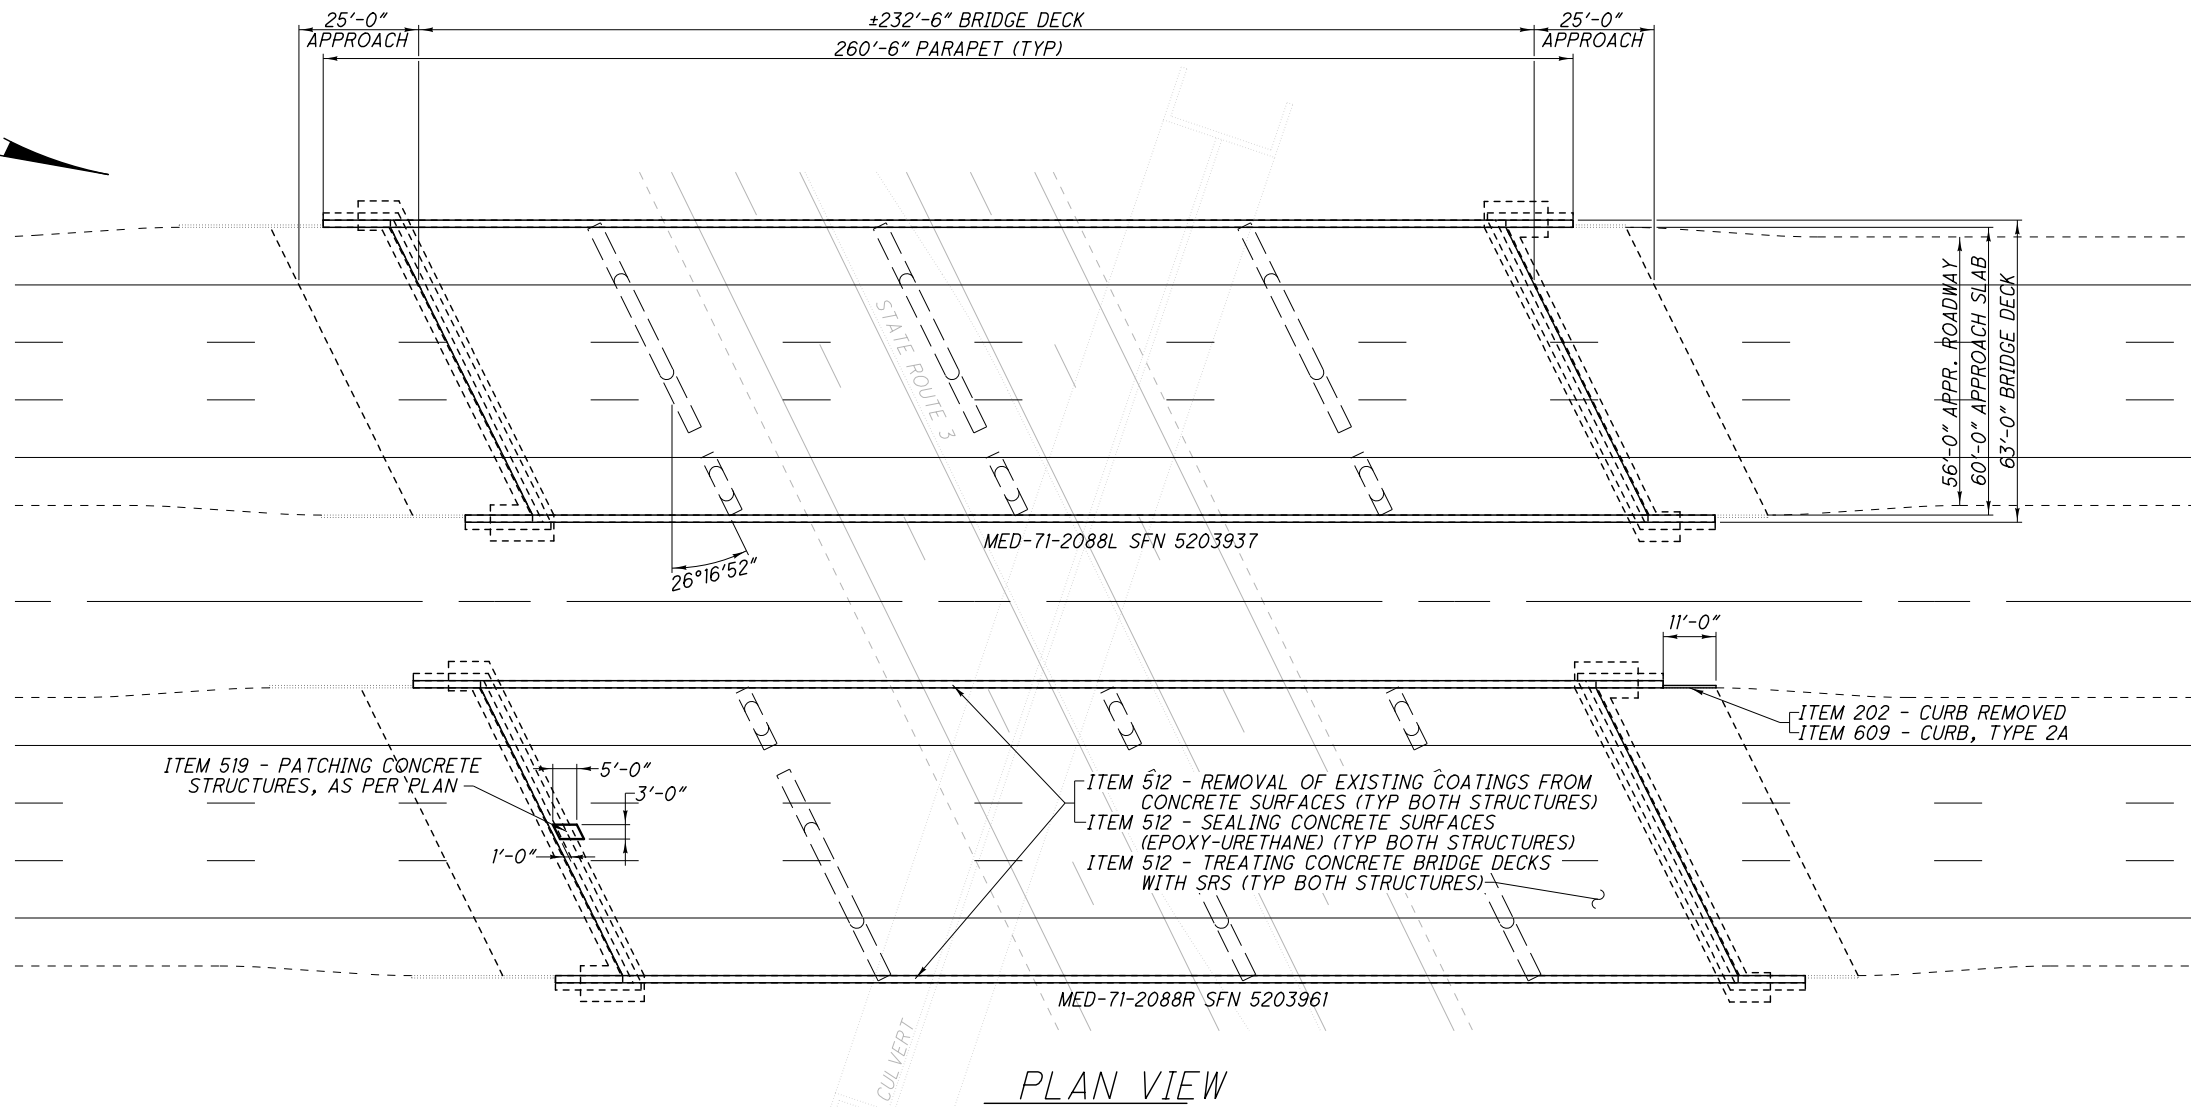 25'-0"
APPROACH
±232'-6" BRIDGE DECK
260'-6" PARAPET (TYP)
25'-0"
APPROACH
STATE ROUTE 3
56'-0" APPR. ROADWAY
60'-0" APPROACH SLAB
63'-0" BRIDGE DECK
MED-71-2088L SFN 5203937
26°16'52"
11'-0"
ITEM 202 - CURB REMOVED
ITEM 609 - CURB, TYPE 2A
ITEM 519 - PATCHING CONCRETE
STRUCTURES, AS PER PLAN
5'-0"
3'-0"
1'-0"
ITEM 512 - REMOVAL OF EXISTING COATINGS FROM
CONCRETE SURFACES (TYP BOTH STRUCTURES)
ITEM 512 - SEALING CONCRETE SURFACES
(EPOXY-URETHANE) (TYP BOTH STRUCTURES)
ITEM 512 - TREATING CONCRETE BRIDGE DECKS
WITH SRS (TYP BOTH STRUCTURES)
MED-71-2088R SFN 5203961
CULVERT
PLAN VIEW